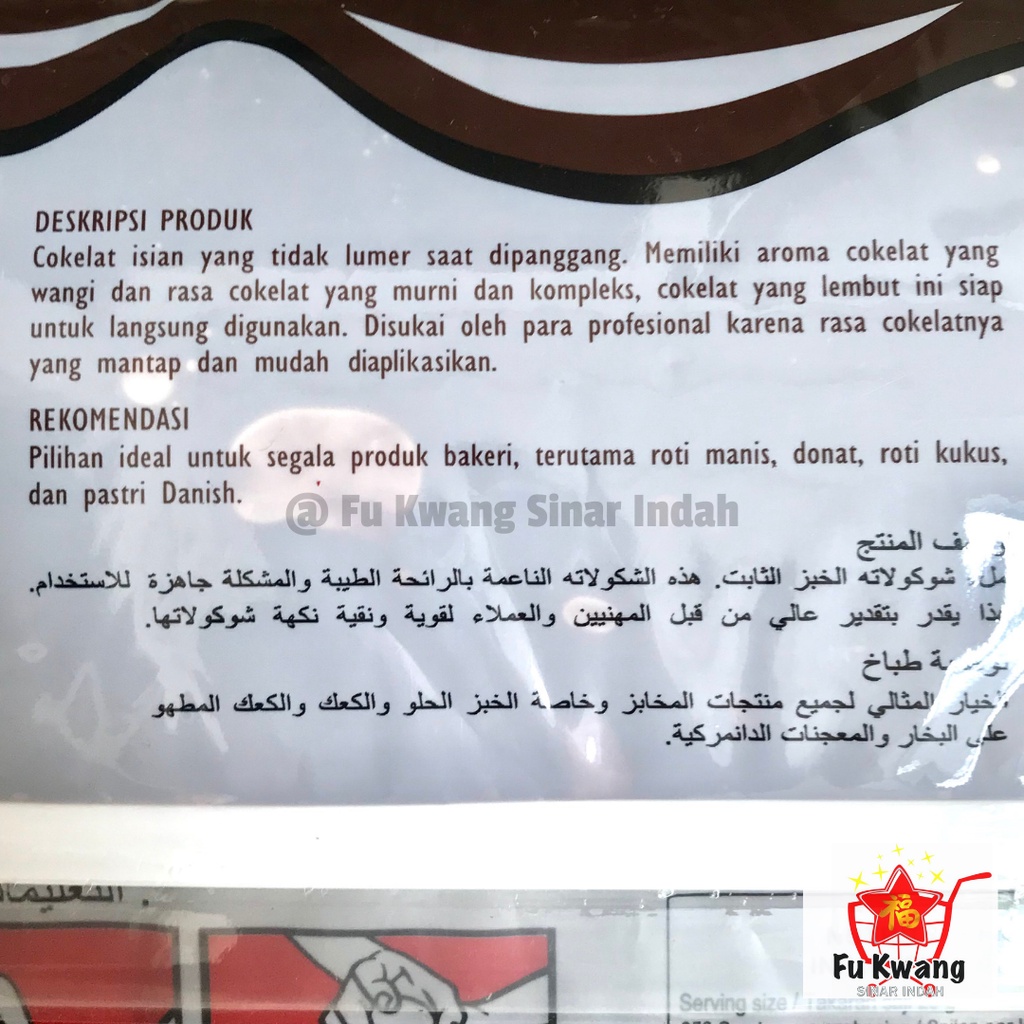 DESKRIPSI PRODUK
Cokelat isian yang tidak lumer saat dipanggang. Memiliki aroma cokelat yang
wangi dan rasa cokelat yang murni dan kompleks, cokelat yang lembut ini siap
untuk langsung digunakan. Disukai oleh para profesional karena rasa cokelatnya
yang mantap dan mudah diaplikasikan.
REKOMENDASI
Pilihan ideal untuk segala produk bakeri, terutama roti manis, donat, roti kukus,
dan pastri Danish.
@ Fu Kwang Sinar Indah
المنتج
شوكولاته الخبز الثابت. هذه الشكولاته الناعمة بالرائحة الطيبة والمشكلة جاهزة للاستخدام.
يقدر بتقدير عالي من قبل المهنيين والعملاء لقوية ونقية نكهة شوكولاتها.
طباخ
المثالي لجميع منتجات المخابز وخاصة الخبز الحلو والكعك والكعك المطهو
على البخار والمعجنات الدانمركية.
福
Fu Kwang
SINAR INDAH
Serving size /